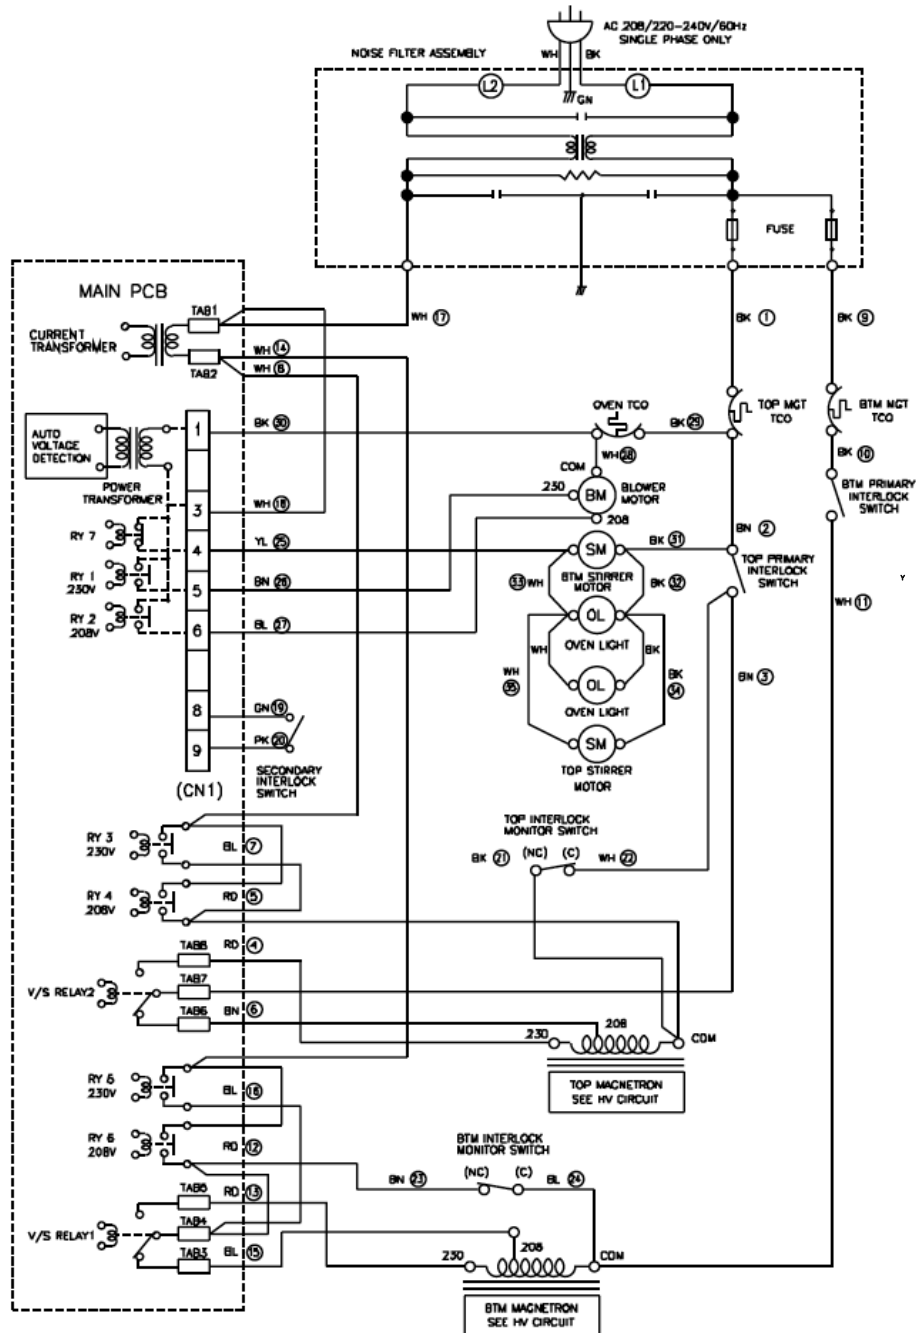 AC 208/220-240V/60Hz
SINGLE PHASE ONLY
NOISE FILTER ASSEMBLY
WH
BK
L2
L1
GN
FUSE
MAIN PCB
TAB1
CURRENT
TRANSFORMER
TAB2
WH 17
BK 1
BK 9
WH 14
WH 8
AUTO
VOLTAGE
DETECTION
POWER
TRANSFORMER
1
BK 30
OVEN TCO
BK 29
TOP MGT
TCO
BTM MGT
TCO
WH 28
BK 10
COM
.230
BM
BLOWER
MOTOR
.208
BTM PRIMARY
INTERLOCK
SWITCH
3
WH 18
RY 7
4
YL 25
SM
BK 31
BN 2
TOP PRIMARY
INTERLOCK
SWITCH
RY 1
.230V
5
BN 26
33 WH
BTM STIRRER
MOTOR
BK 32
RY 2
.208V
6
BL 27
OL
OVEN LIGHT
WH 11
Y
WH
BK
WH
35
OL
OVEN LIGHT
BK
34
BN 3
8
GN 19
9
PK 20
SM
TOP STIRRER
MOTOR
(CN1)
SECONDARY
INTERLOCK
SWITCH
TOP INTERLOCK
MONITOR SWITCH
RY 3
230V
BL 7
BK 21
(NC)
(C)
WH 22
RY 4
.208V
RD 5
TAB8
RD 4
V/S RELAY2
TAB7
TAB6
BN 6
.230
.208
COM
TOP MAGNETRON
SEE HV CIRCUIT
RY 5
230V
BL 16
RY 6
208V
RD 12
BTM INTERLOCK
MONITOR SWITCH
BN 23
(NC)
(C)
BL 24
TAB5
RD 13
V/S RELAY1
TAB4
TAB3
BL 15
.230
.208
COM
BTM MAGNETRON
SEE HV CIRCUIT